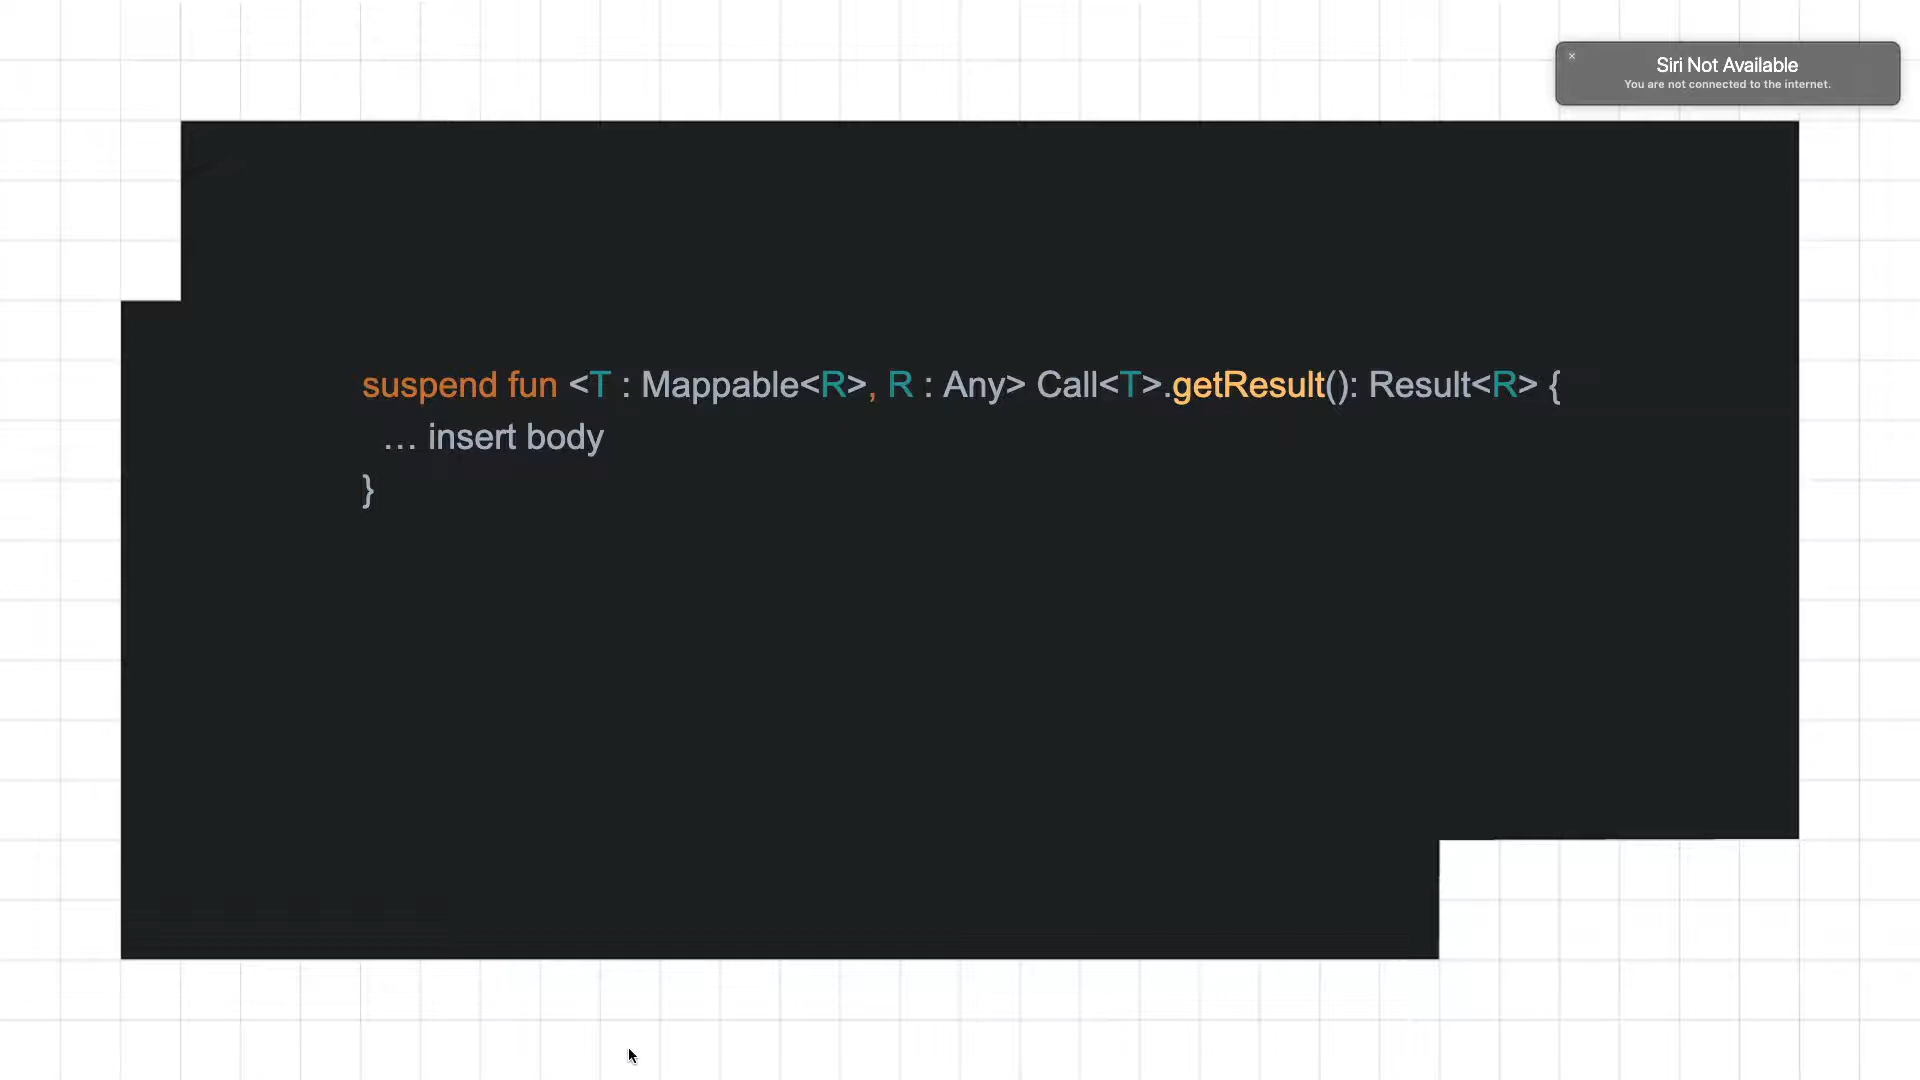 Siri Not Available
You are not connected to the internet.
suspend fun <T : Mappable<R>, R : Any> Call<T>.getResult(): Result<R> {
… insert body
}